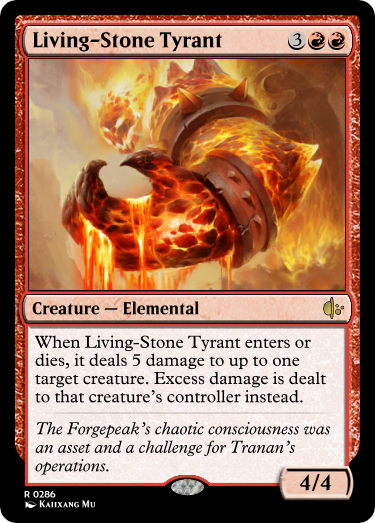 Living-Stone Tyrant
3
Creature — Elemental
When Living-Stone Tyrant enters or
dies, it deals 5 damage to up to one
target creature. Excess damage is dealt
to that creature's controller instead.
The Forgepeak's chaotic consciousness was
an asset and a challenge for Tranan's
operations.
4/4
R 0286
Kaiixang Mu